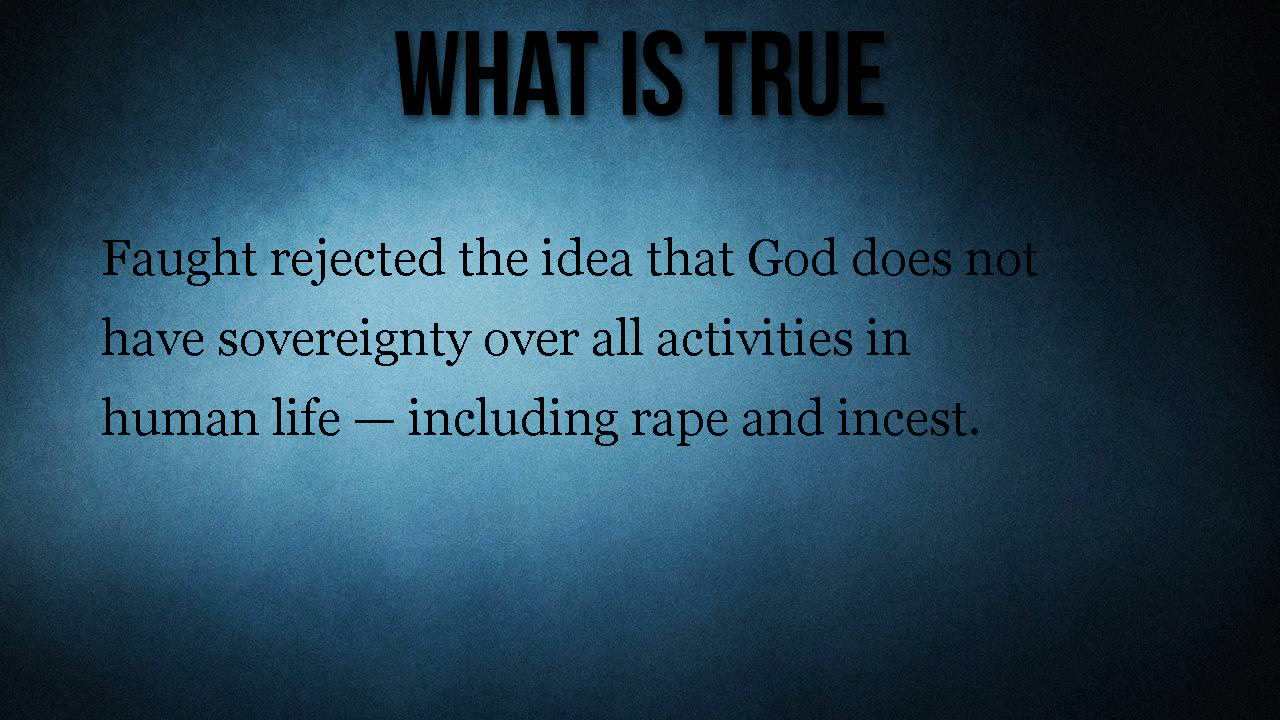 WHAT IS TRUE
Faught rejected the idea that God does not
have sovereignty over all activities in
human life — including rape and incest.